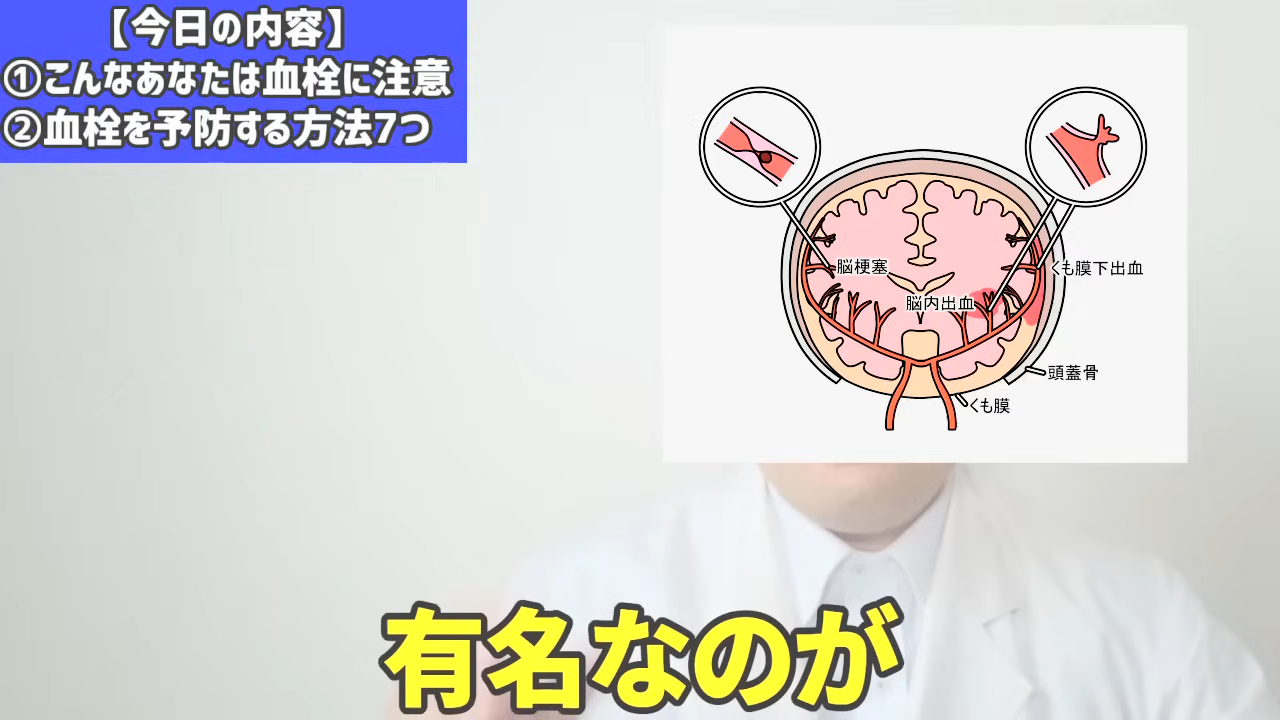 【今日の内容】
①こんなあなたは血栓に注意
②血栓を予防する方法7つ
脳梗塞
くも膜下出血
脳内出血
頭蓋骨
くも膜
有名なのが